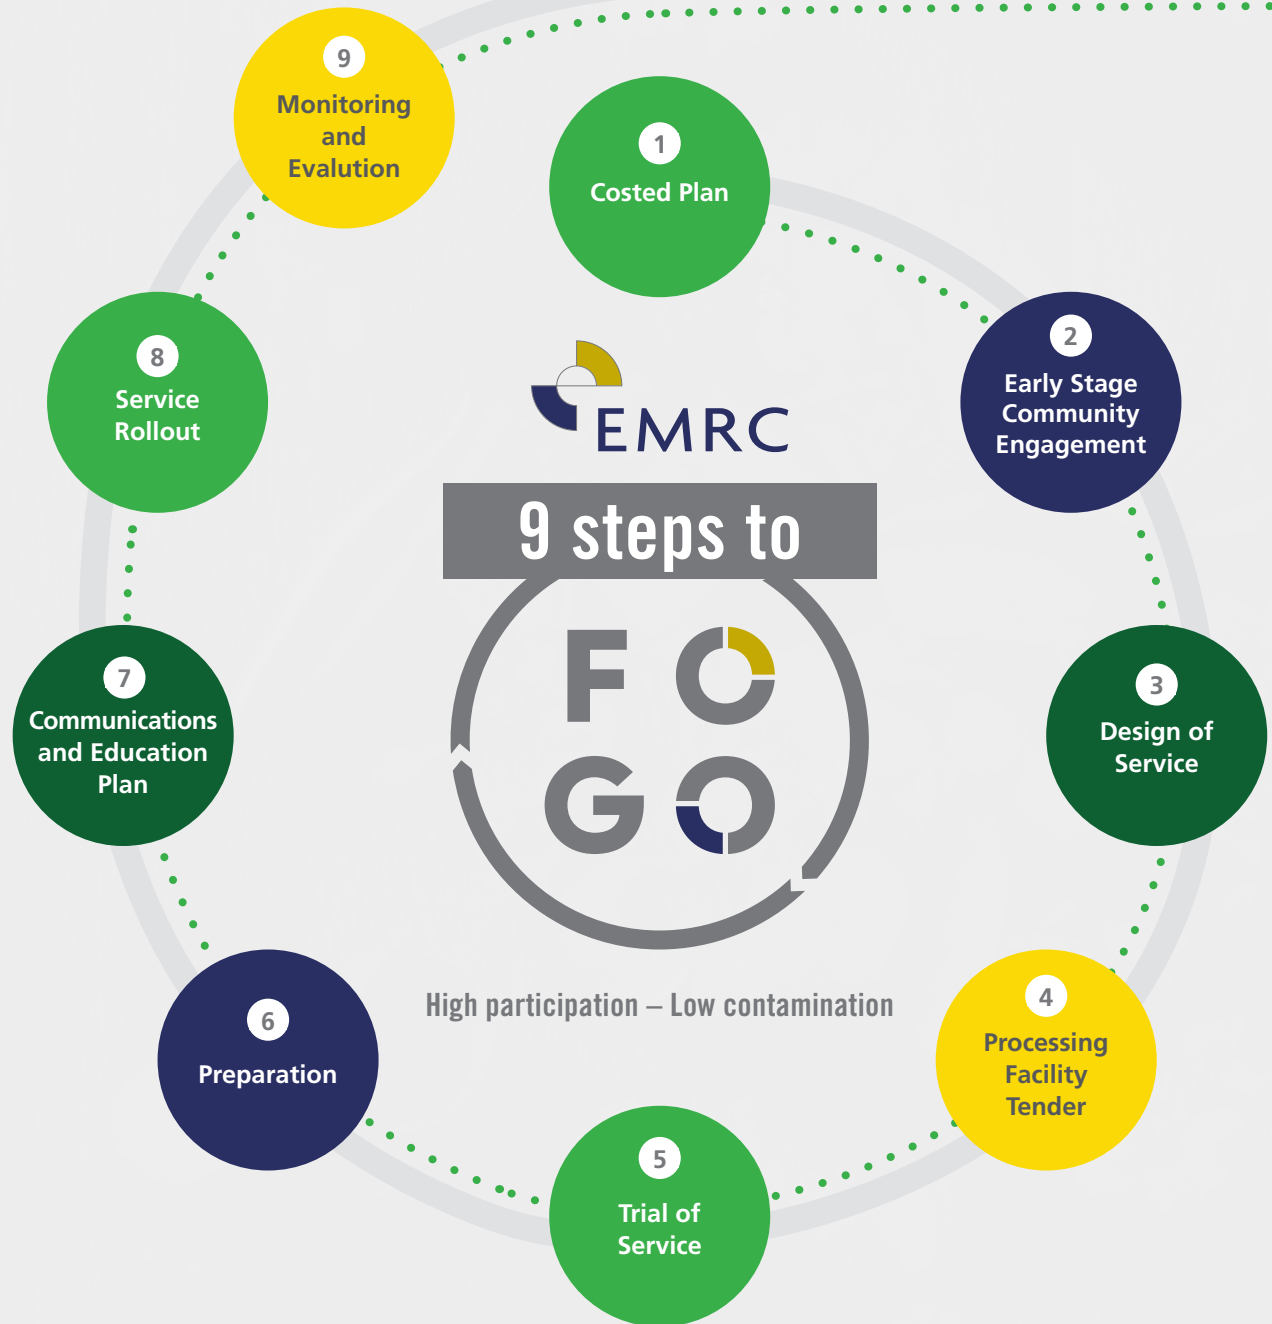 1
Costed Plan
2
Early Stage
Community
Engagement
3
Design of
Service
4
Processing
Facility
Tender
5
Trial of
Service
6
Preparation
7
Communications
and Education
Plan
8
Service
Rollout
9
Monitoring
and
Evalution
EMRC
9 steps to
FO
GO
High participation – Low contamination